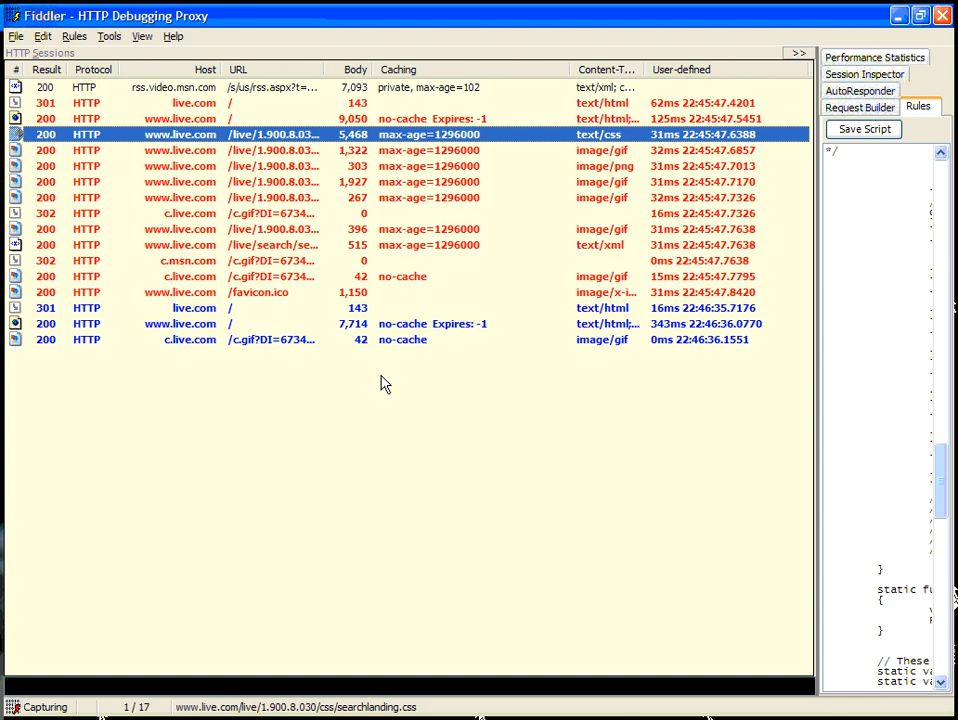 Fiddler - HTTP Debugging Proxy
File Edit Rules Tools View Help
HTTP Sessions >>
# Result Protocol Host URL Body Caching Content-T... User-defined
200 HTTP rss.video.msn.com /s/us/rss.aspx?t=... 7,093 private, max-age=102 text/xml; c...
301 HTTP live.com / 143 text/html 62ms 22:45:47.4201
200 HTTP www.live.com / 9,050 no-cache Expires: -1 text/html;... 125ms 22:45:47.5451
200 HTTP www.live.com /live/1.900.8.03... 5,468 max-age=1296000 text/css 31ms 22:45:47.6388
200 HTTP www.live.com /live/1.900.8.03... 1,322 max-age=1296000 image/gif 32ms 22:45:47.6857
200 HTTP www.live.com /live/1.900.8.03... 303 max-age=1296000 image/png 31ms 22:45:47.7013
200 HTTP www.live.com /live/1.900.8.03... 1,927 max-age=1296000 image/gif 31ms 22:45:47.7170
200 HTTP www.live.com /live/1.900.8.03... 267 max-age=1296000 image/gif 32ms 22:45:47.7326
302 HTTP c.live.com /c.gif?DI=6734... 0 16ms 22:45:47.7326
200 HTTP www.live.com /live/1.900.8.03... 396 max-age=1296000 image/gif 31ms 22:45:47.7638
200 HTTP www.live.com /live/search/se... 515 max-age=1296000 text/xml 31ms 22:45:47.7638
302 HTTP c.msn.com /c.gif?DI=6734... 0 0ms 22:45:47.7638
200 HTTP c.live.com /c.gif?DI=6734... 42 no-cache image/gif 15ms 22:45:47.7795
200 HTTP www.live.com /favicon.ico 1,150 image/x-i... 31ms 22:45:47.8420
301 HTTP live.com / 143 text/html 16ms 22:46:35.7176
200 HTTP www.live.com / 7,714 no-cache Expires: -1 text/html;... 343ms 22:46:36.0770
200 HTTP c.live.com /c.gif?DI=6734... 42 no-cache image/gif 0ms 22:46:36.1551
Performance Statistics
Session Inspector
AutoResponder
Request Builder Rules
Save Script
*/
}
static fu
{
}
// These
static va
static va
Capturing 1 / 17 www.live.com/live/1.900.8.030/css/searchlanding.css